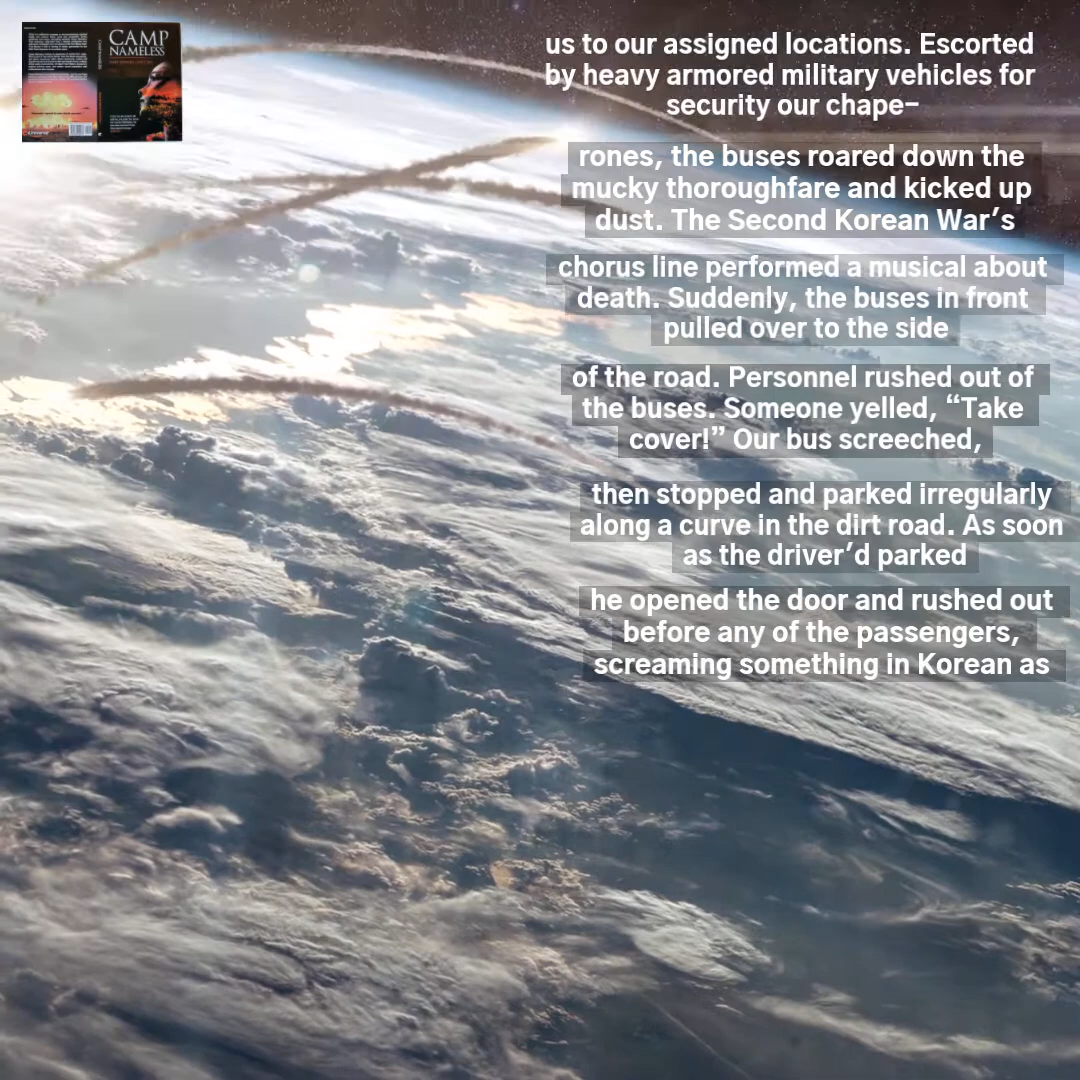 CAMP
NAMELESS
us to our assigned locations. Escorted
by heavy armored military vehicles for
security our chape-
rones, the buses roared down the
mucky thoroughfare and kicked up
dust. The Second Korean War's
chorus line performed a musical about
death. Suddenly, the buses in front
pulled over to the side
of the road. Personnel rushed out of
the buses. Someone yelled, “Take
cover!” Our bus screeched,
then stopped and parked irregularly
along a curve in the dirt road. As soon
as the driver'd parked
he opened the door and rushed out
before any of the passengers,
screaming something in Korean as